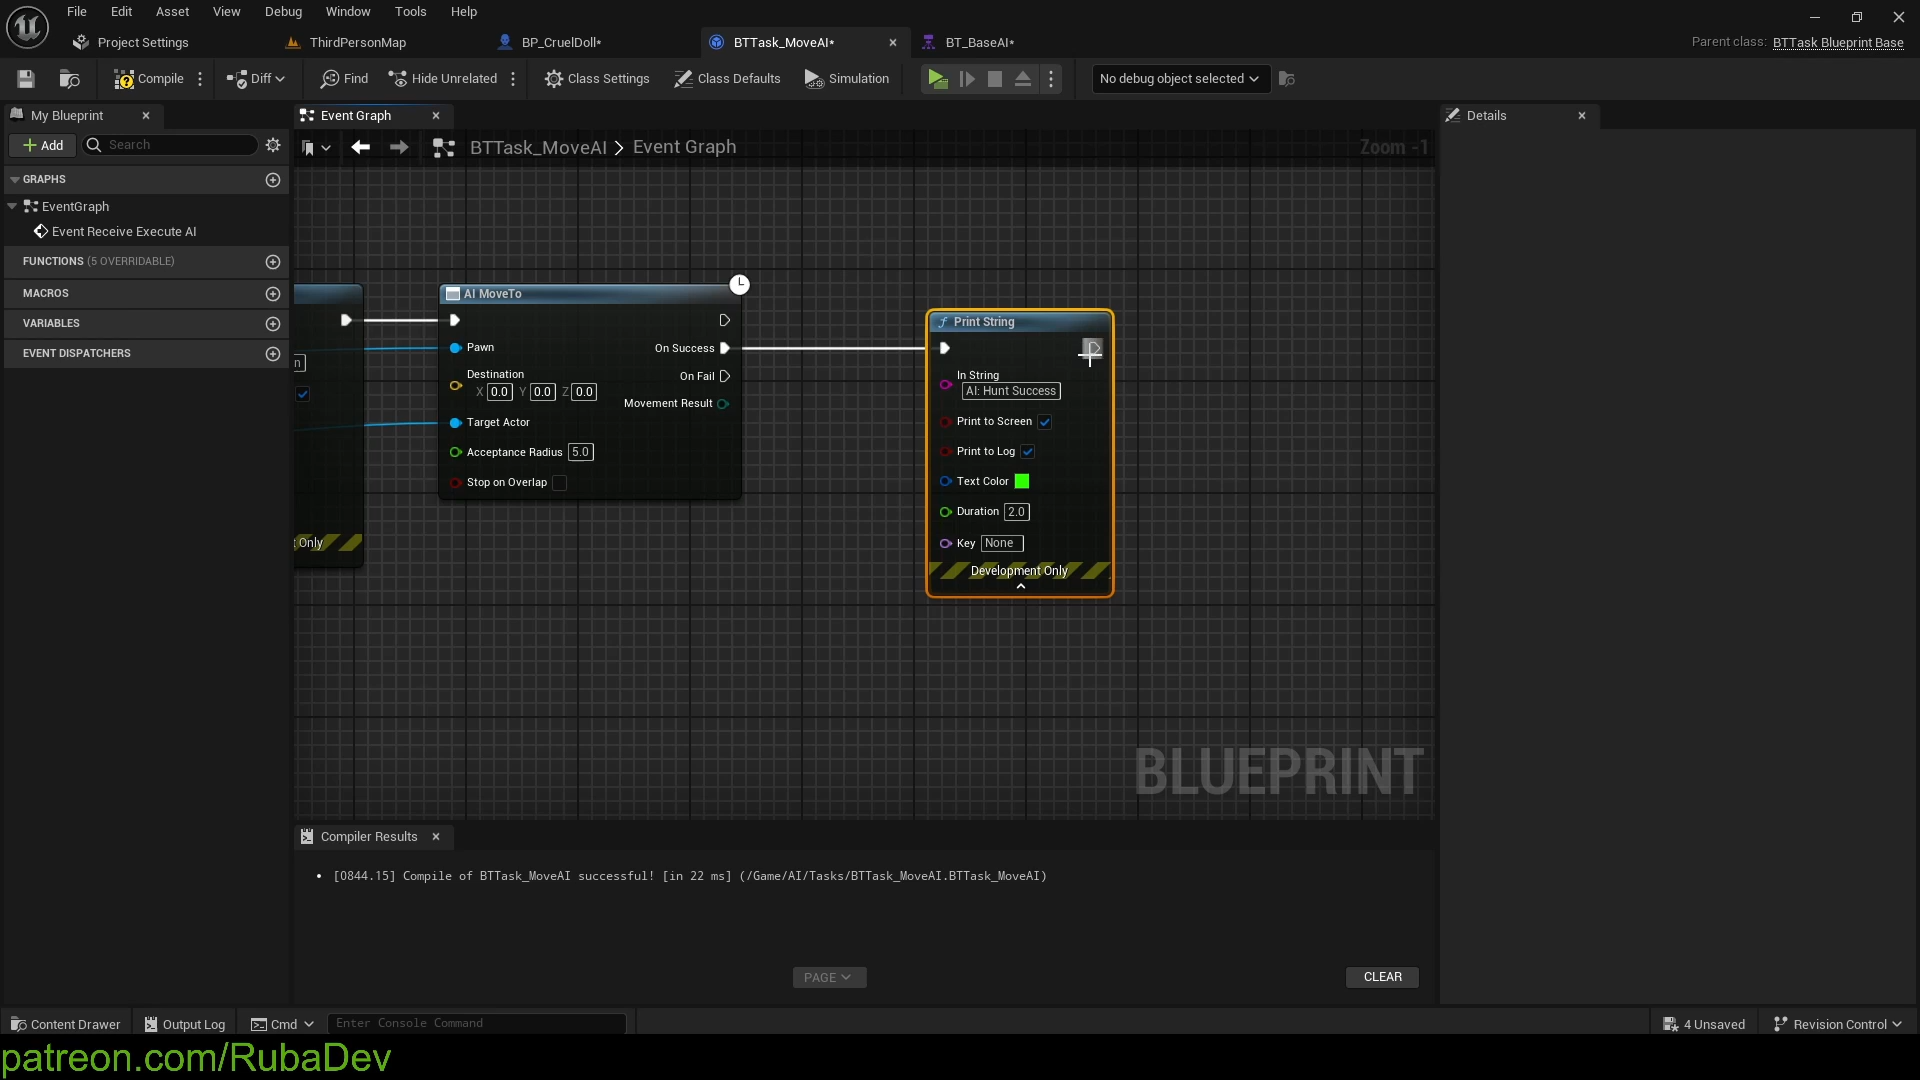 File Edit Asset View Debug Window Tools Help
Project Settings ThirdPersonMap BP_CruelDoll* BTTask_MoveAI* BT_BaseAI* Parent class: BTTask Blueprint Base
Compile Diff Find Hide Unrelated Class Settings Class Defaults Simulation No debug object selected
My Blueprint Event Graph Details
Add Search
BTTask_MoveAI > Event Graph Zoom -1
GRAPHS
EventGraph
Event Receive Execute AI
FUNCTIONS (5 OVERRIDABLE)
MACROS
VARIABLES
EVENT DISPATCHERS
n
t Only
AI MoveTo
Pawn On Success
Destination On Fail
X 0.0 Y 0.0 Z 0.0
Movement Result
Target Actor
Acceptance Radius 5.0
Stop on Overlap
Print String
In String
AI: Hunt Success
Print to Screen
Print to Log
Text Color
Duration 2.0
Key None
Development Only
BLUEPRINT
Compiler Results
• [0844.15] Compile of BTTask_MoveAI successful! [in 22 ms] (/Game/AI/Tasks/BTTask_MoveAI.BTTask_MoveAI)
PAGE CLEAR
Content Drawer Output Log Cmd Enter Console Command 4 Unsaved Revision Control
patreon.com/RubaDev